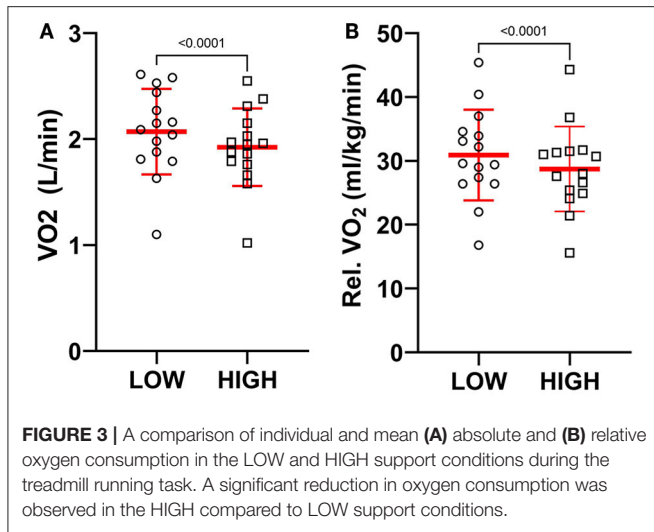 A
B
<0.0001
<0.0001
3
2
1
0
VO2 (L/min)
LOW HIGH
50
40
30
20
10
0
Rel. VO₂ (ml/kg/min)
LOW HIGH
FIGURE 3 | A comparison of individual and mean (A) absolute and (B) relative
oxygen consumption in the LOW and HIGH support conditions during the
treadmill running task. A significant reduction in oxygen consumption was
observed in the HIGH compared to LOW support conditions.